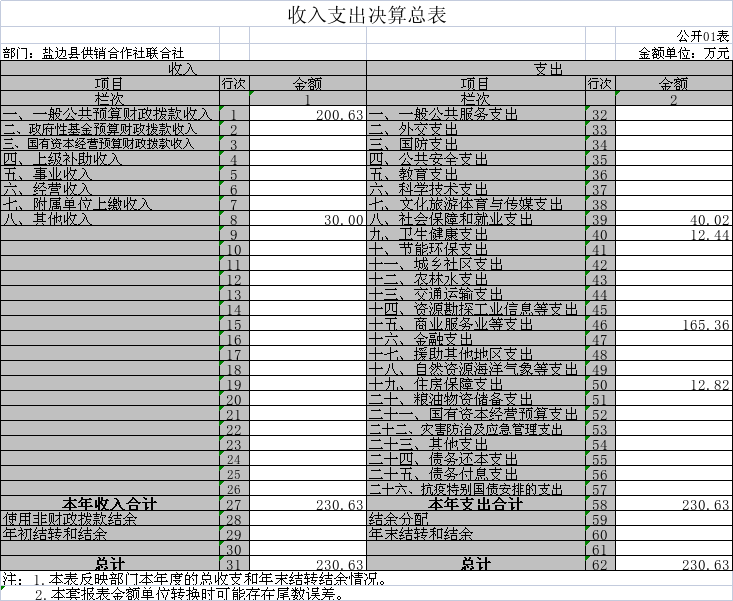 收入支出决算总表
公开01表
部门：盐边县供销合作社联合社 金额单位：万元
收入 支出
项目 行次 金额 项目 行次 金额
栏次 1 栏次 2
一、一般公共预算财政拨款收入 1 200.63 一、一般公共服务支出 32
二、政府性基金预算财政拨款收入 2 二、外交支出 33
三、国有资本经营预算财政拨款收入 3 三、国防支出 34
四、上级补助收入 4 四、公共安全支出 35
五、事业收入 5 五、教育支出 36
六、经营收入 6 六、科学技术支出 37
七、附属单位上缴收入 7 七、文化旅游体育与传媒支出 38
八、其他收入 8 30.00 八、社会保障和就业支出 39 40.02
9 九、卫生健康支出 40 12.44
10 十、节能环保支出 41
11 十一、城乡社区支出 42
12 十二、农林水支出 43
13 十三、交通运输支出 44
14 十四、资源勘探工业信息等支出 45
15 十五、商业服务业等支出 46 165.36
16 十六、金融支出 47
17 十七、援助其他地区支出 48
18 十八、自然资源海洋气象等支出 49
19 十九、住房保障支出 50 12.82
20 二十、粮油物资储备支出 51
21 二十一、国有资本经营预算支出 52
22 二十二、灾害防治及应急管理支出 53
23 二十三、其他支出 54
24 二十四、债务还本支出 55
25 二十五、债务付息支出 56
26 二十六、抗疫特别国债安排的支出 57
本年收入合计 27 230.63 本年支出合计 58 230.63
使用非财政拨款结余 28 结余分配 59
年初结转和结余 29 年末结转和结余 60
30 61
总计 31 230.63 总计 62 230.63
注：1.本表反映部门本年度的总收支和年末结转结余情况。
2.本套报表金额单位转换时可能存在尾数误差。